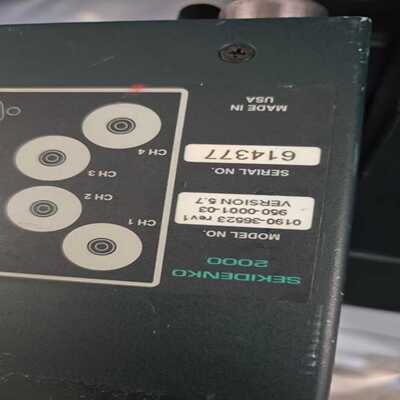 SEKIDENKO
2000
MODEL NO.
0190-36523 rev1
950-0001-03
VERSION 5.7
SERIAL NO.
614377
MADE IN
USA
CH 1
CH 2
CH 3
CH 4